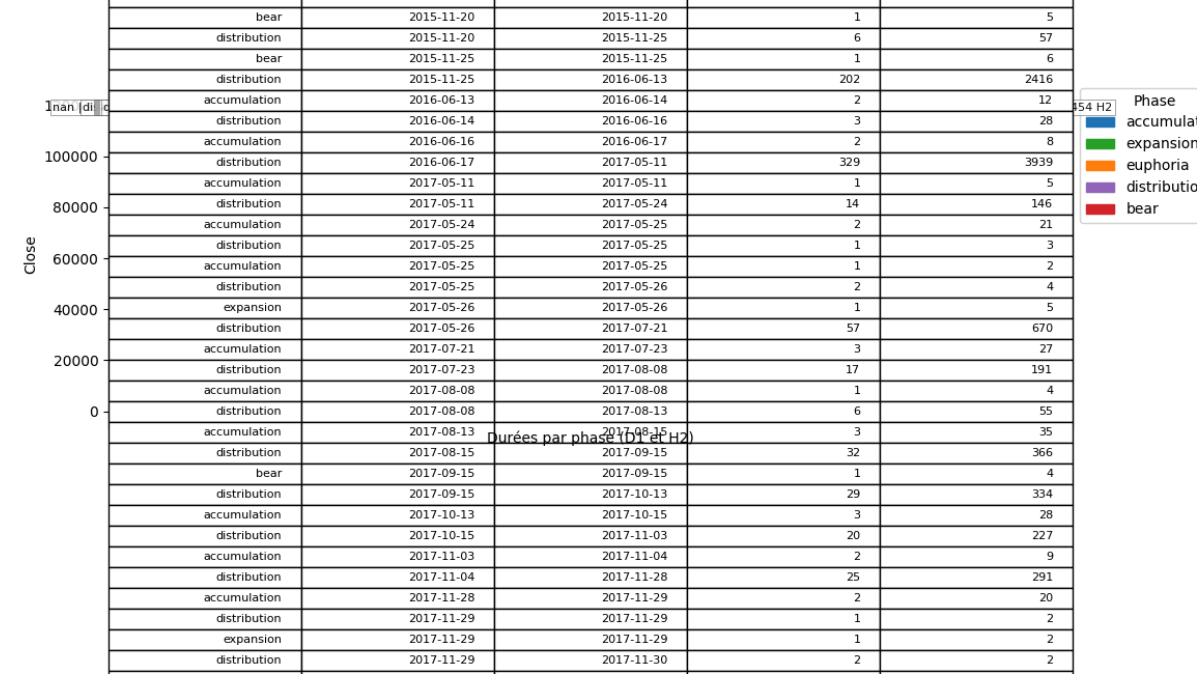 bear 2015-11-20 2015-11-20 1 5
distribution 2015-11-20 2015-11-25 6 57
bear 2015-11-25 2015-11-25 1 6
distribution 2015-11-25 2016-06-13 202 2416
accumulation 2016-06-13 2016-06-14 2 12
distribution 2016-06-14 2016-06-16 3 28
accumulation 2016-06-16 2016-06-17 2 8
distribution 2016-06-17 2017-05-11 329 3939
accumulation 2017-05-11 2017-05-11 1 5
distribution 2017-05-11 2017-05-24 14 146
accumulation 2017-05-24 2017-05-25 2 21
distribution 2017-05-25 2017-05-25 1 3
accumulation 2017-05-25 2017-05-25 1 2
distribution 2017-05-25 2017-05-26 2 4
expansion 2017-05-26 2017-05-26 1 5
distribution 2017-05-26 2017-07-21 57 670
accumulation 2017-07-21 2017-07-23 3 27
distribution 2017-07-23 2017-08-08 17 191
accumulation 2017-08-08 2017-08-08 1 4
distribution 2017-08-08 2017-08-13 6 55
accumulation 2017-08-13 2017-08-15 3 35
Durées par phase (D1 et H2)
distribution 2017-08-15 2017-09-15 32 366
bear 2017-09-15 2017-09-15 1 4
distribution 2017-09-15 2017-10-13 29 334
accumulation 2017-10-13 2017-10-15 3 28
distribution 2017-10-15 2017-11-03 20 227
accumulation 2017-11-03 2017-11-04 2 9
distribution 2017-11-04 2017-11-28 25 291
accumulation 2017-11-28 2017-11-29 2 20
distribution 2017-11-29 2017-11-29 1 2
expansion 2017-11-29 2017-11-29 1 2
distribution 2017-11-29 2017-11-30 2 2
nan
454 H2
100000
80000
60000
40000
20000
0
Close
Phase
accumulat
expansion
euphoria
distributio
bear